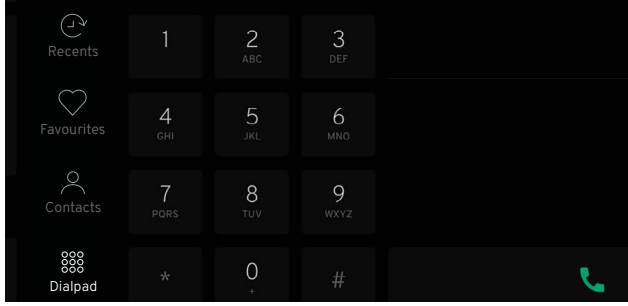 Recents
1
2
3
ABC
DEF
Favourites
4
5
6
GHI
JKL
MNO
Contacts
7
8
9
PQRS
TUV
WXYZ
Dialpad
*
0
#
+